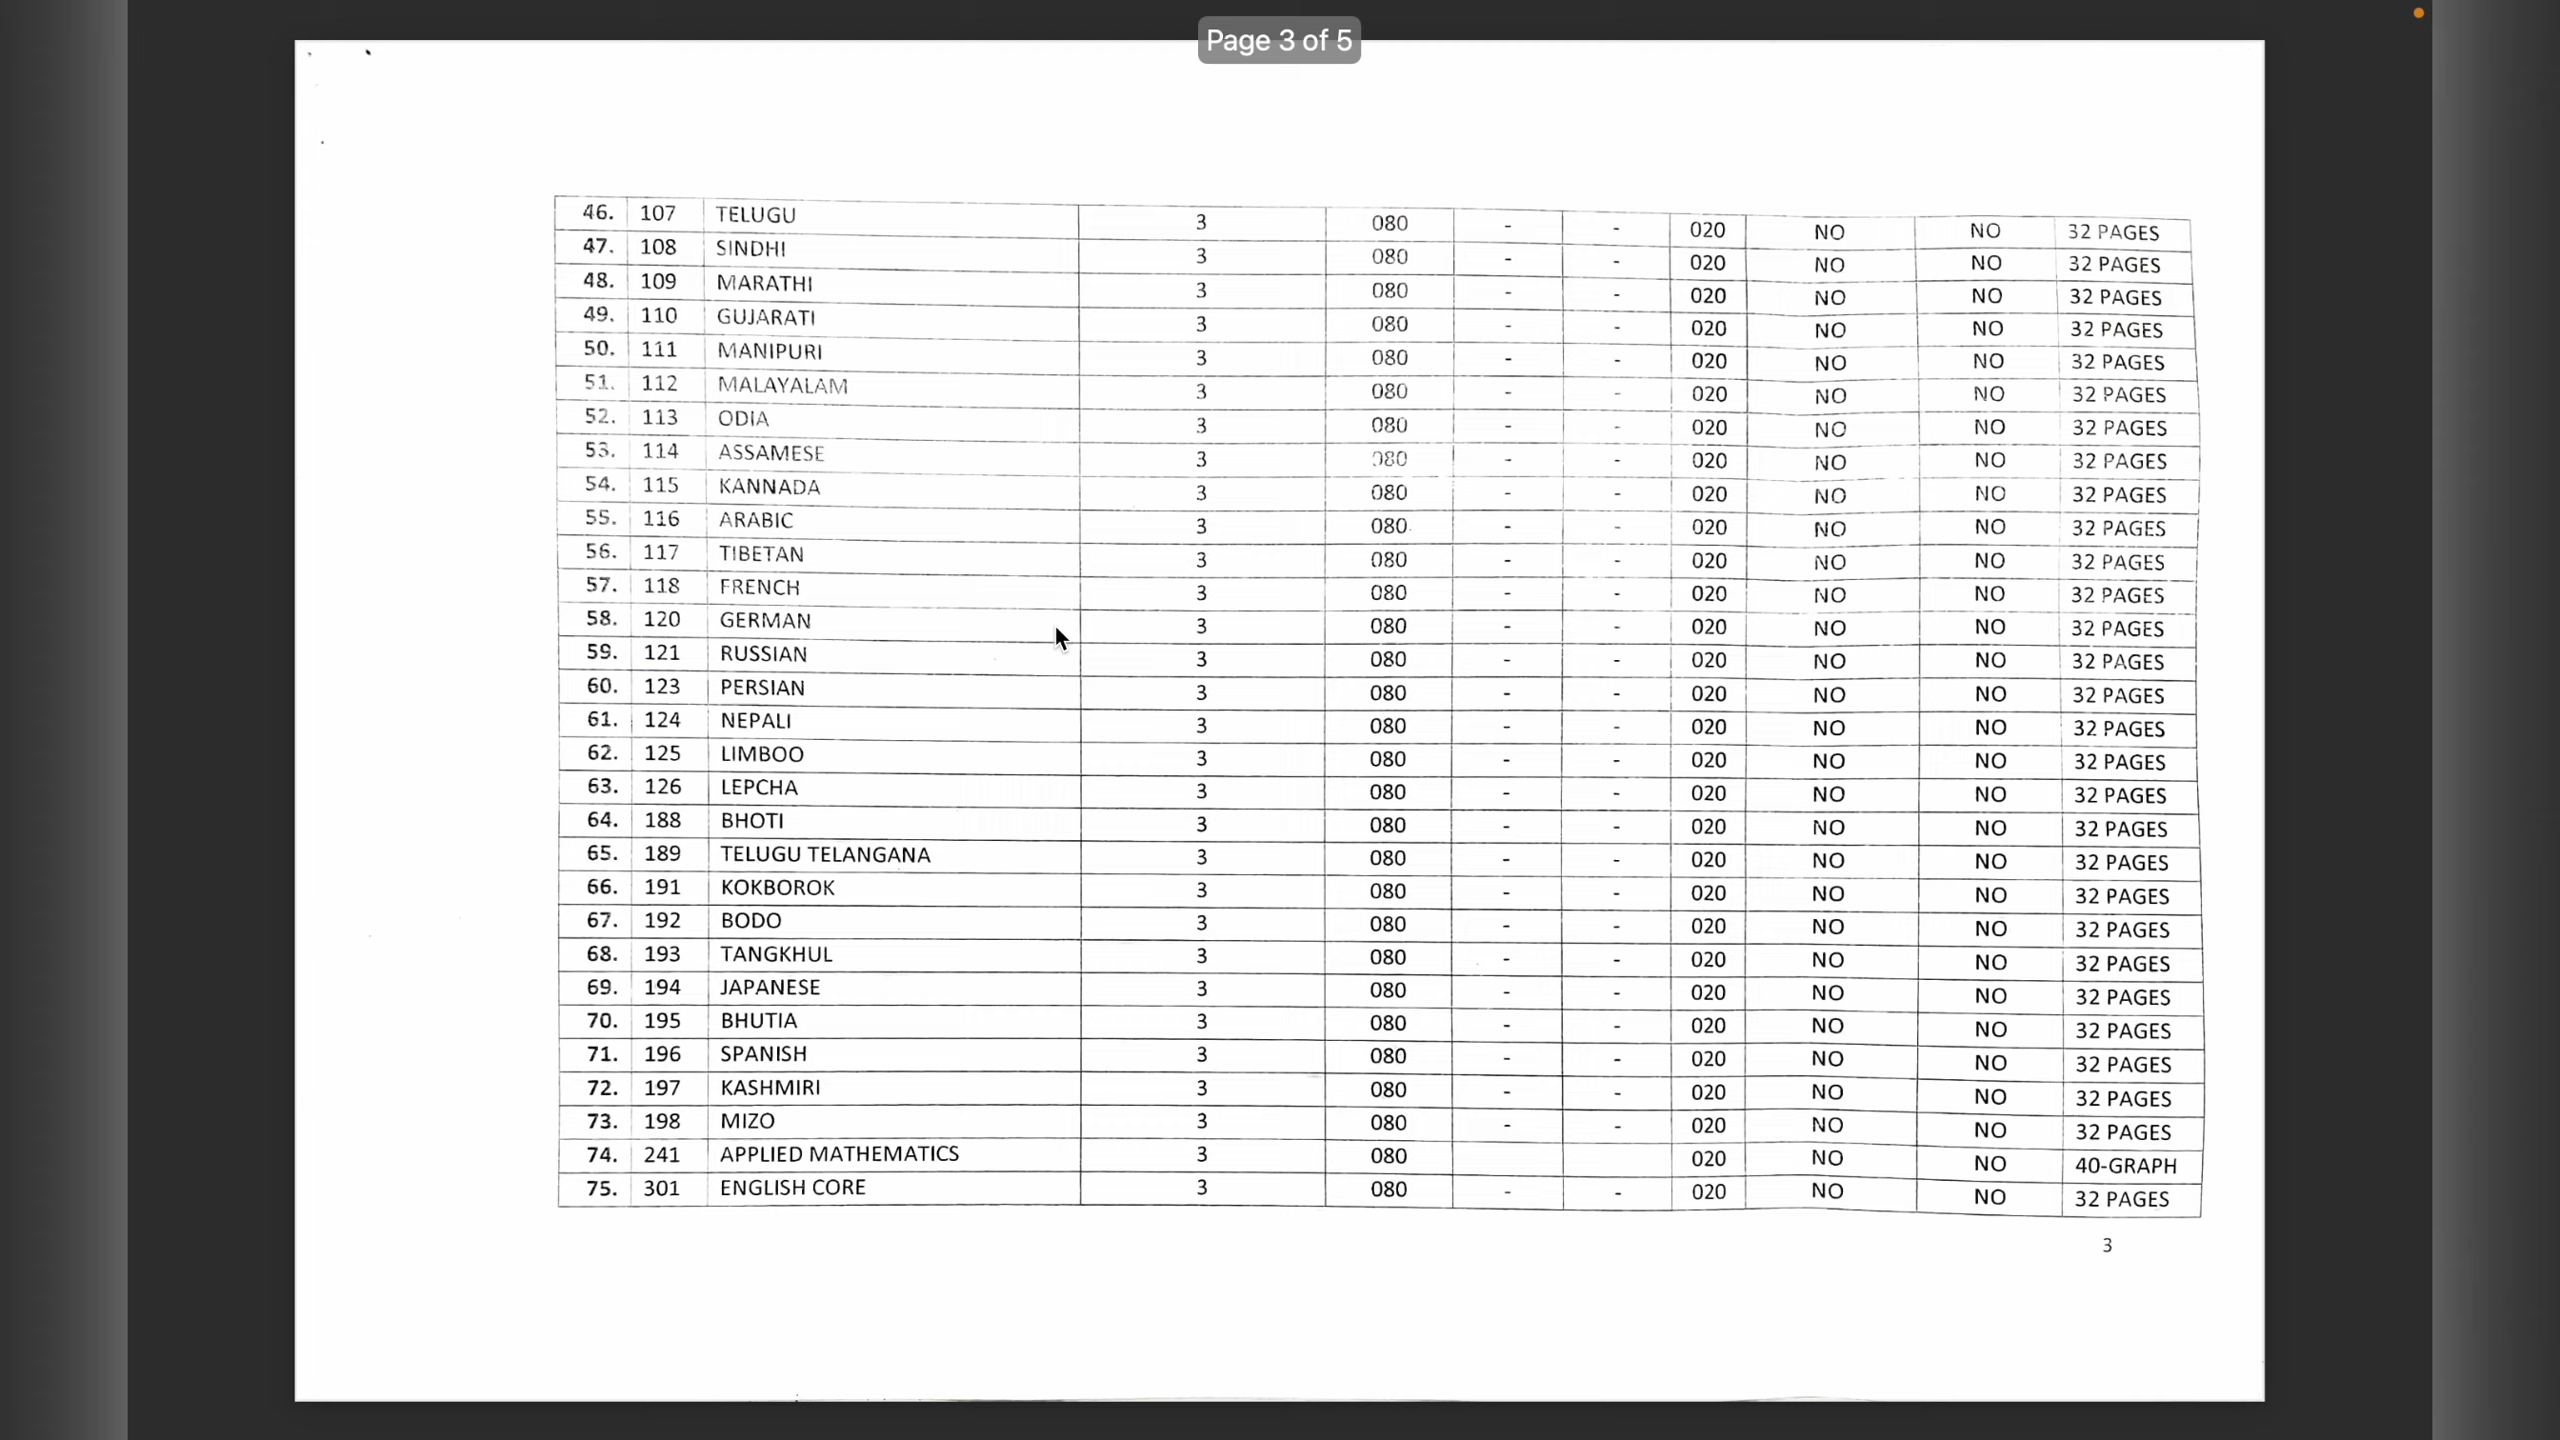 Page 3 of 5
46. 107 TELUGU 3 080 - - 020 NO NO 32 PAGES
47. 108 SINDHI 3 080 - - 020 NO NO 32 PAGES
48. 109 MARATHI 3 080 - - 020 NO NO 32 PAGES
49. 110 GUJARATI 3 080 - - 020 NO NO 32 PAGES
50. 111 MANIPURI 3 080 - - 020 NO NO 32 PAGES
51. 112 MALAYALAM 3 080 - - 020 NO NO 32 PAGES
52. 113 ODIA 3 080 - - 020 NO NO 32 PAGES
53. 114 ASSAMESE 3 080 - - 020 NO NO 32 PAGES
54. 115 KANNADA 3 080 - - 020 NO NO 32 PAGES
55. 116 ARABIC 3 080 - - 020 NO NO 32 PAGES
56. 117 TIBETAN 3 080 - - 020 NO NO 32 PAGES
57. 118 FRENCH 3 080 - - 020 NO NO 32 PAGES
58. 120 GERMAN 3 080 - - 020 NO NO 32 PAGES
59. 121 RUSSIAN 3 080 - - 020 NO NO 32 PAGES
60. 123 PERSIAN 3 080 - - 020 NO NO 32 PAGES
61. 124 NEPALI 3 080 - - 020 NO NO 32 PAGES
62. 125 LIMBOO 3 080 - - 020 NO NO 32 PAGES
63. 126 LEPCHA 3 080 - - 020 NO NO 32 PAGES
64. 188 BHOTI 3 080 - - 020 NO NO 32 PAGES
65. 189 TELUGU TELANGANA 3 080 - - 020 NO NO 32 PAGES
66. 191 KOKBOROK 3 080 - - 020 NO NO 32 PAGES
67. 192 BODO 3 080 - - 020 NO NO 32 PAGES
68. 193 TANGKHUL 3 080 - - 020 NO NO 32 PAGES
69. 194 JAPANESE 3 080 - - 020 NO NO 32 PAGES
70. 195 BHUTIA 3 080 - - 020 NO NO 32 PAGES
71. 196 SPANISH 3 080 - - 020 NO NO 32 PAGES
72. 197 KASHMIRI 3 080 - - 020 NO NO 32 PAGES
73. 198 MIZO 3 080 - - 020 NO NO 32 PAGES
74. 241 APPLIED MATHEMATICS 3 080 020 NO NO 40-GRAPH
75. 301 ENGLISH CORE 3 080 - - 020 NO NO 32 PAGES
3